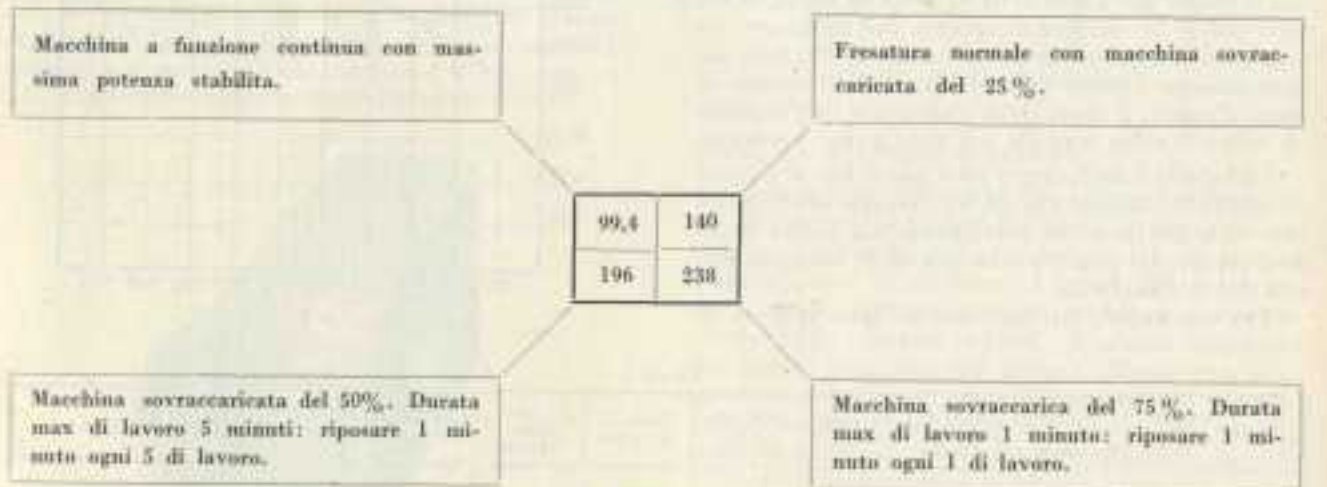 Macchina a funzione continua con mas-
sima potenza stabilita.
Fresatura normale con macchina sovrac-
caricata del 25%.
99,4 140
196 238
Macchina sovraccaricata del 50%. Durata
max di lavoro 5 minuti: riposare 1 mi-
nuto ogni 5 di lavoro.
Macchina sovraccarica del 75%. Durata
max di lavoro 1 minuto: riposare 1 mi-
nuto ogni 1 di lavoro.